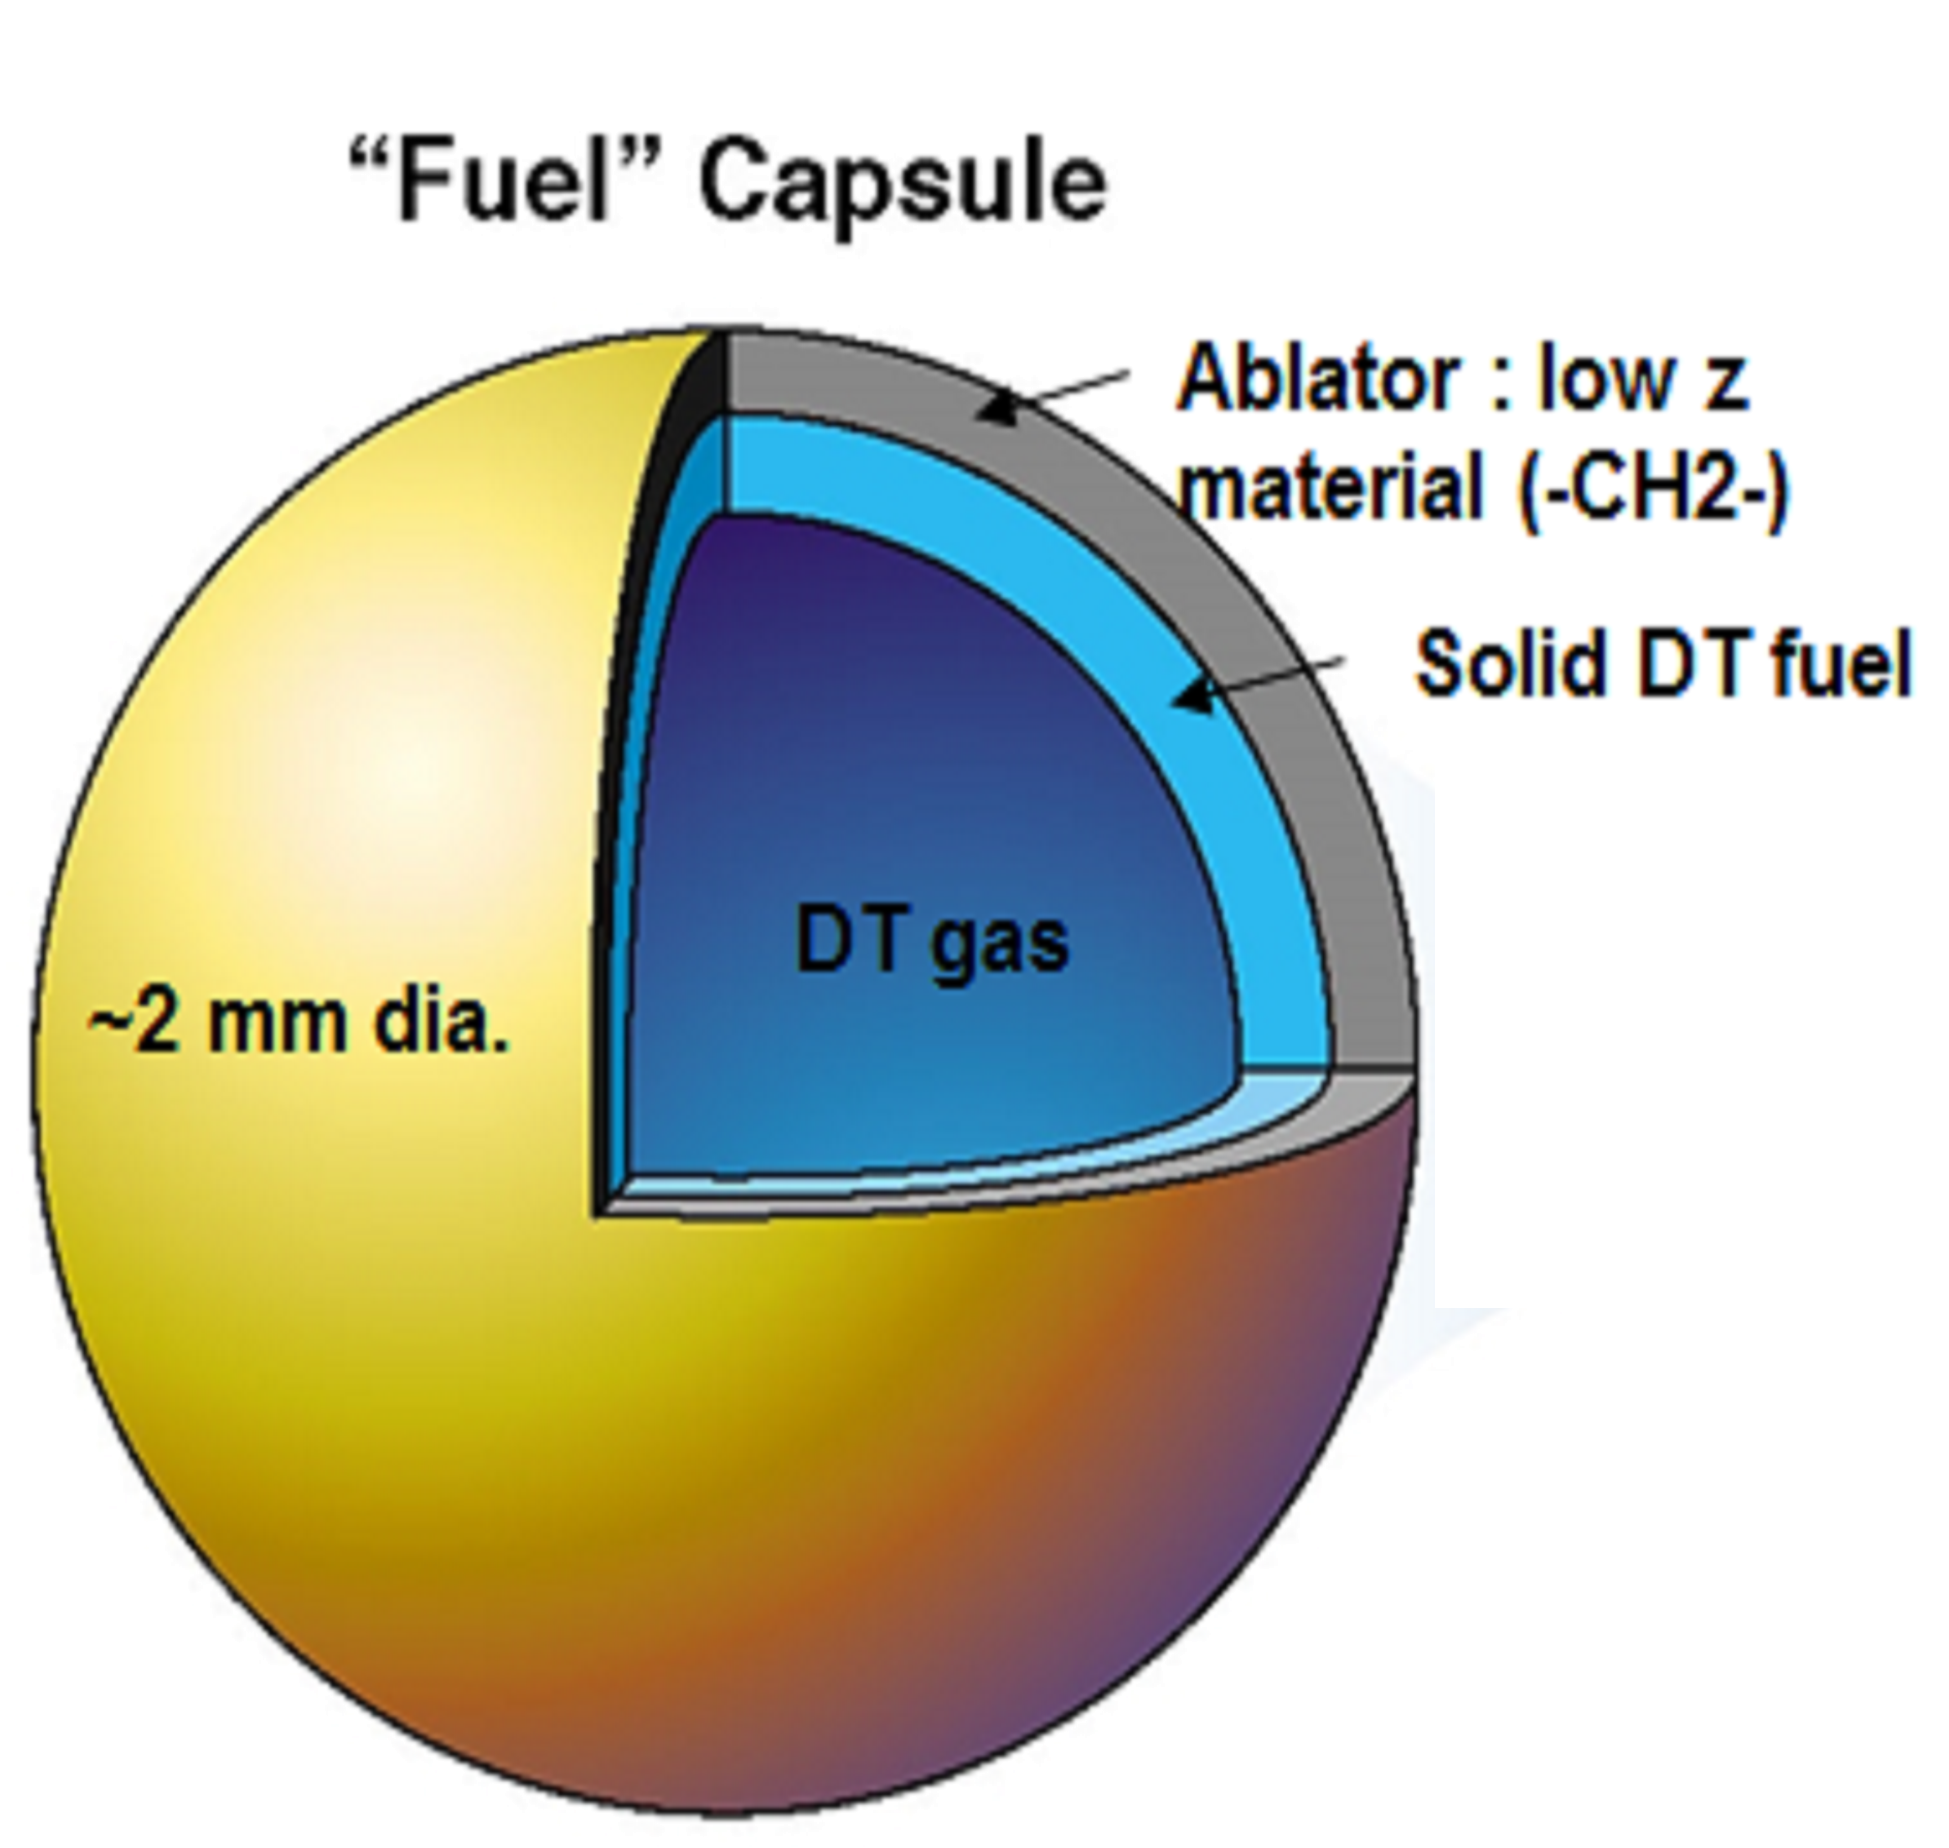 “Fuel” Capsule
Ablator : low z
material (-CH2-)
Solid DT fuel
DT gas
~2 mm dia.